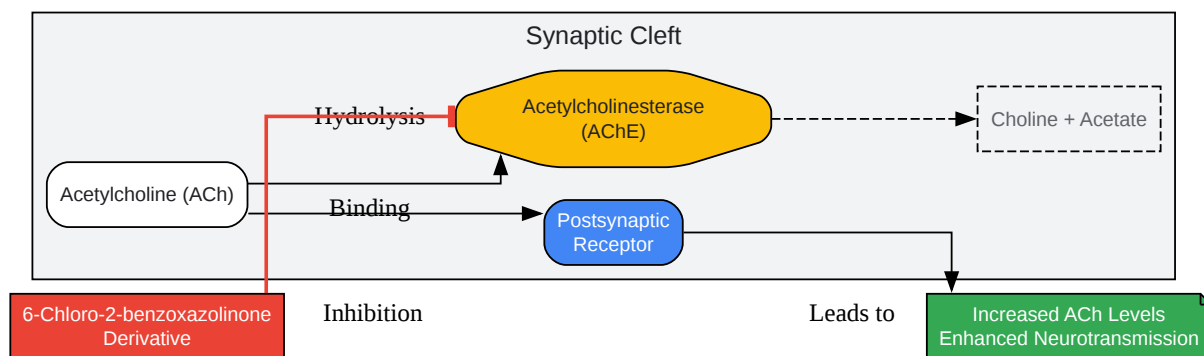 Synaptic Cleft
Hydrolysis
Acetylcholinesterase
(AChE)
Choline + Acetate
Acetylcholine (ACh)
Binding
Postsynaptic
Receptor
6-Chloro-2-benzoxazolinone
Derivative
Inhibition
Leads to
Increased ACh Levels
Enhanced Neurotransmission